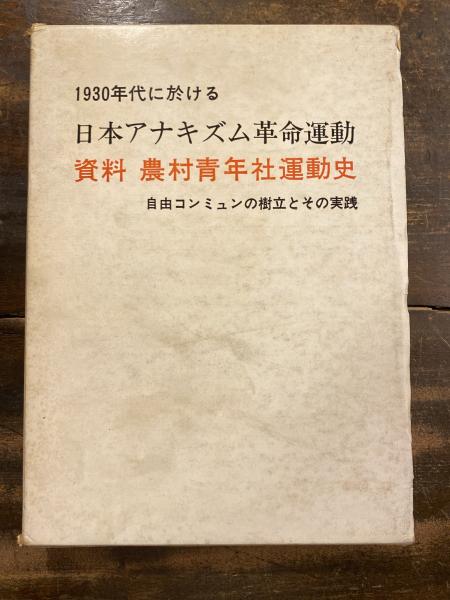 1930年代に於ける
日本アナキズム革命運動
資料 農村青年社運動史
自由コンミュンの樹立とその実践